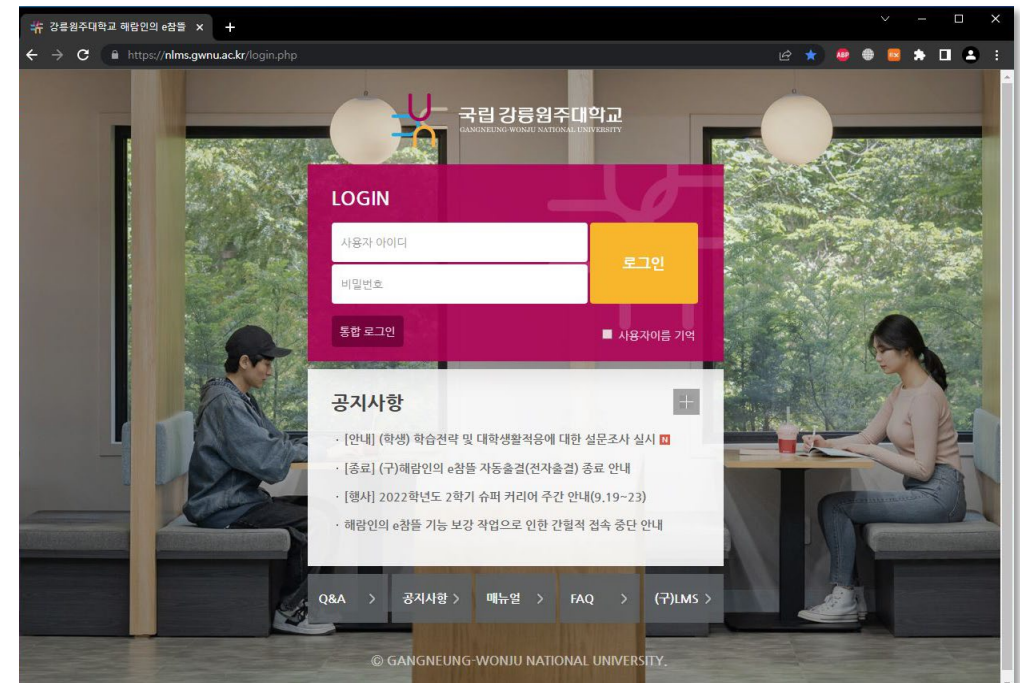 강릉원주대학교 해람인의 e참뜰
https://nlms.gwnu.ac.kr/login.php
ABP
국립 강릉원주대학교
GANGNEUNG-WONJU NATIONAL UNIVERSITY
LOGIN
사용자 아이디
로그인
비밀번호
통합 로그인
사용자이름 기억
공지사항
· [안내] (학생) 학습전략 및 대학생활적응에 대한 설문조사 실시 N
· [종료] (구)해람인의 e참뜰 자동출결(전자출결) 종료 안내
· [행사] 2022학년도 2학기 슈퍼 커리어 주간 안내(9.19~23)
· 해람인의 e참뜰 기능 보강 작업으로 인한 간헐적 접속 중단 안내
Q&A > 공지사항 > 매뉴얼 > FAQ > (구)LMS >
© GANGNEUNG-WONJU NATIONAL UNIVERSITY.